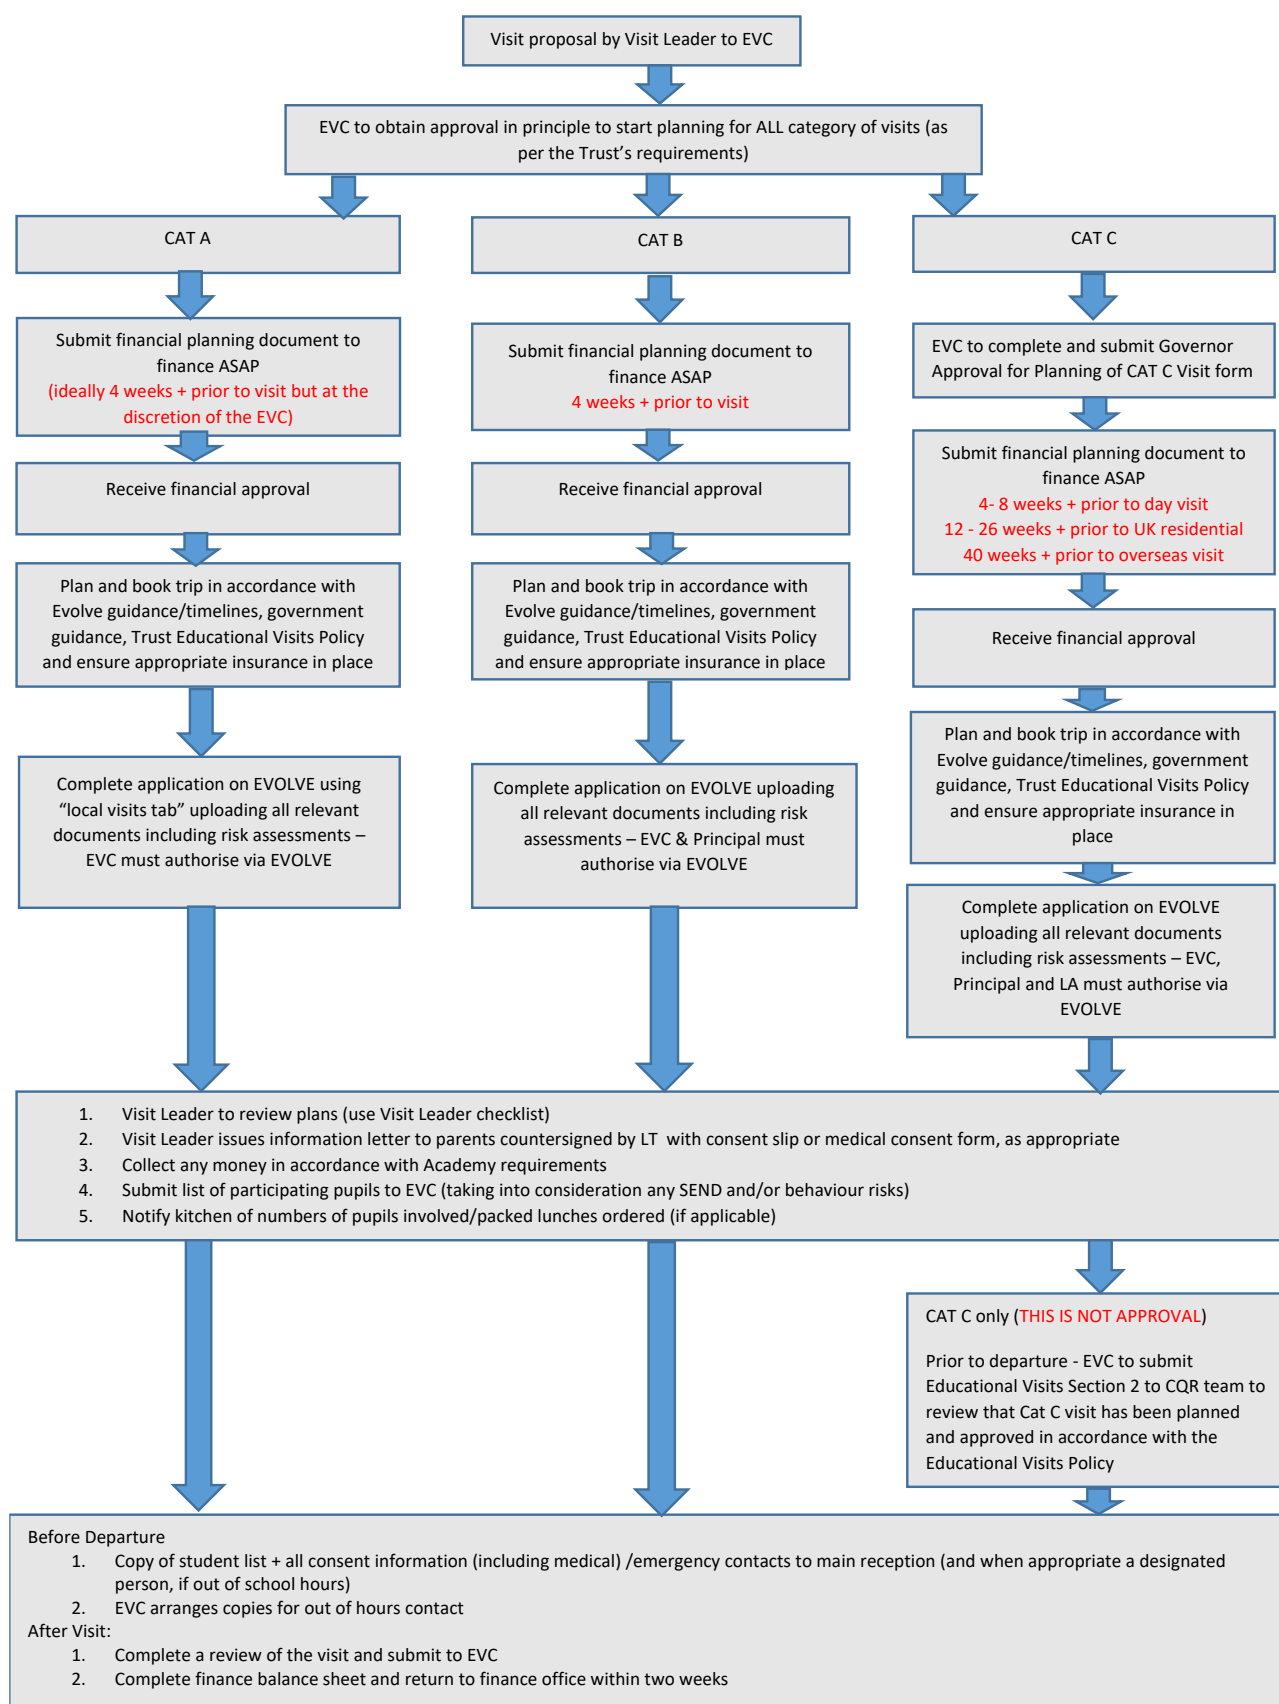 Visit proposal by Visit Leader to EVC
EVC to obtain approval in principle to start planning for ALL category of visits (as
per the Trust’s requirements)
CAT A
Submit financial planning document to
finance ASAP
(ideally 4 weeks + prior to visit but at the
discretion of the EVC)
Receive financial approval
Plan and book trip in accordance with
Evolve guidance/timelines, government
guidance, Trust Educational Visits Policy
and ensure appropriate insurance in place
Complete application on EVOLVE using
“local visits tab” uploading all relevant
documents including risk assessments –
EVC must authorise via EVOLVE
CAT B
Submit financial planning document to
finance ASAP
4 weeks + prior to visit
Receive financial approval
Plan and book trip in accordance with
Evolve guidance/timelines, government
guidance, Trust Educational Visits Policy
and ensure appropriate insurance in place
Complete application on EVOLVE uploading
all relevant documents including risk
assessments – EVC & Principal must
authorise via EVOLVE
CAT C
EVC to complete and submit Governor
Approval for Planning of CAT C Visit form
Submit financial planning document to
finance ASAP
4- 8 weeks + prior to day visit
12 - 26 weeks + prior to UK residential
40 weeks + prior to overseas visit
Receive financial approval
Plan and book trip in accordance with
Evolve guidance/timelines, government
guidance, Trust Educational Visits Policy
and ensure appropriate insurance in
place
Complete application on EVOLVE
uploading all relevant documents
including risk assessments – EVC,
Principal and LA must authorise via
EVOLVE
1. Visit Leader to review plans (use Visit Leader checklist)
2. Visit Leader issues information letter to parents countersigned by LT with consent slip or medical consent form, as appropriate
3. Collect any money in accordance with Academy requirements
4. Submit list of participating pupils to EVC (taking into consideration any SEND and/or behaviour risks)
5. Notify kitchen of numbers of pupils involved/packed lunches ordered (if applicable)
CAT C only (THIS IS NOT APPROVAL)
Prior to departure - EVC to submit
Educational Visits Section 2 to CQR team to
review that Cat C visit has been planned
and approved in accordance with the
Educational Visits Policy
Before Departure
1. Copy of student list + all consent information (including medical) /emergency contacts to main reception (and when appropriate a designated
person, if out of school hours)
2. EVC arranges copies for out of hours contact
After Visit:
1. Complete a review of the visit and submit to EVC
2. Complete finance balance sheet and return to finance office within two weeks